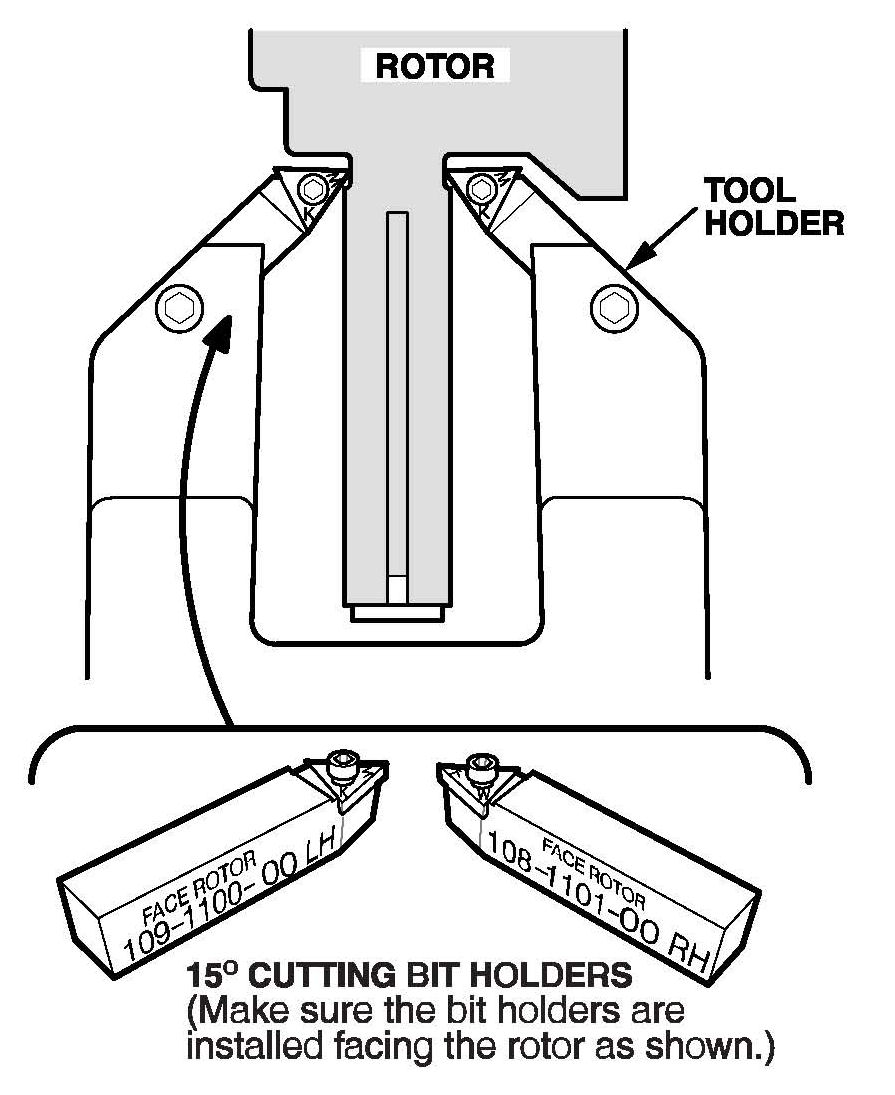 ROTOR
TOOL
HOLDER
K
K
FACE ROTOR
109-1100-00 LH
K
FACE ROTOR
108-1101-00 RH
15º CUTTING BIT HOLDERS
(Make sure the bit holders are
installed facing the rotor as shown.)